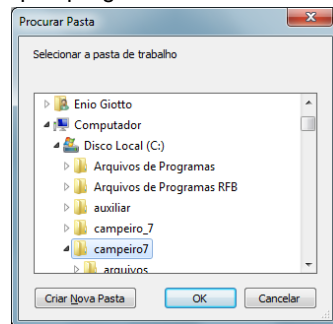 Procurar Pasta
Selecionar a pasta de trabalho
Enio Giotto
Computador
Disco Local (C:)
Arquivos de Programas
Arquivos de Programas RFB
auxiliar
campeiro_7
campeiro7
arquivos
Criar Nova Pasta OK Cancelar